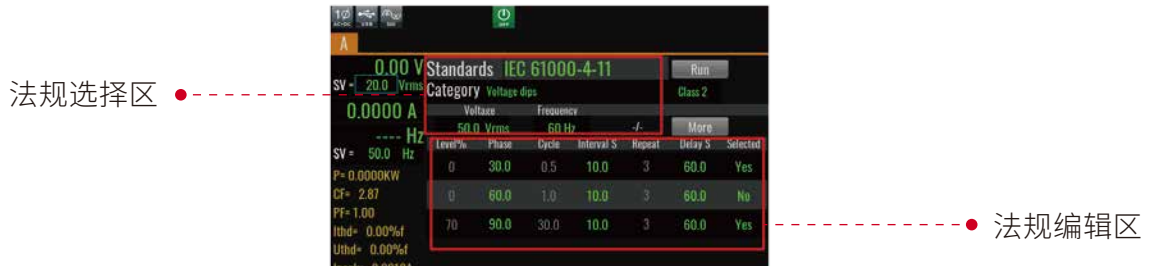 1Ø
AC+DC
USB
OFF
A
0.00 V
SV = 20.0 Vrms
0.0000 A
---- Hz
SV = 50.0 Hz
P= 0.0000KW
CF= 2.87
PF= 1.00
Ithd= 0.00%f
Uthd= 0.00%f
Standards IEC 61000-4-11 Run
Category Voltage dips Class 2
Voltage Frequency
50.0 Vrms 60 Hz -/- More
Level% Phase Cycle Interval S Repeat Delay S Selected
0 30.0 0.5 10.0 3 60.0 Yes
0 60.0 1.0 10.0 3 60.0 No
70 90.0 30.0 10.0 3 60.0 Yes
法规选择区
法规编辑区